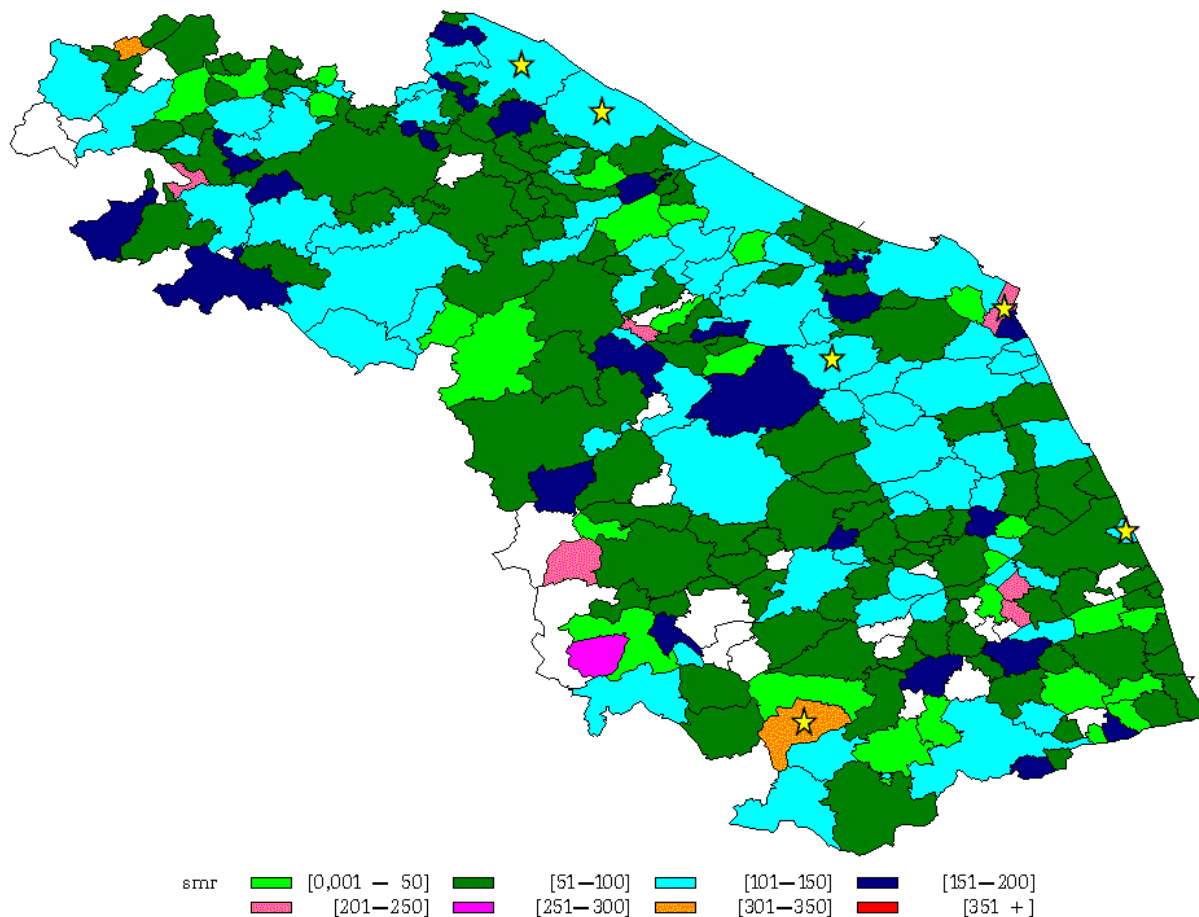 smr [0,001 — 50] [51—100] [101—150] [151—200]
[201—250] [251—300] [301—350] [351 + ]